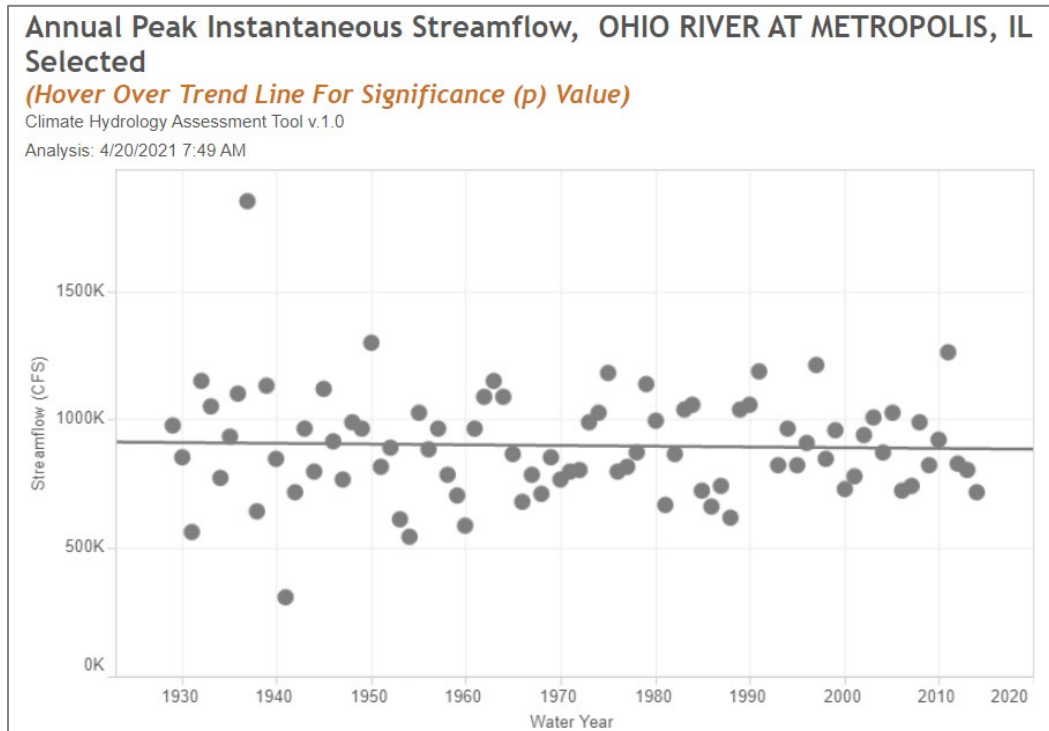 Annual Peak Instantaneous Streamflow, OHIO RIVER AT METROPOLIS, IL
Selected
(Hover Over Trend Line For Significance (p) Value)
Climate Hydrology Assessment Tool v.1.0
Analysis: 4/20/2021 7:49 AM
Streamflow (CFS)
1500K
1000K
500K
0K
1930 1940 1950 1960 1970 1980 1990 2000 2010 2020
Water Year